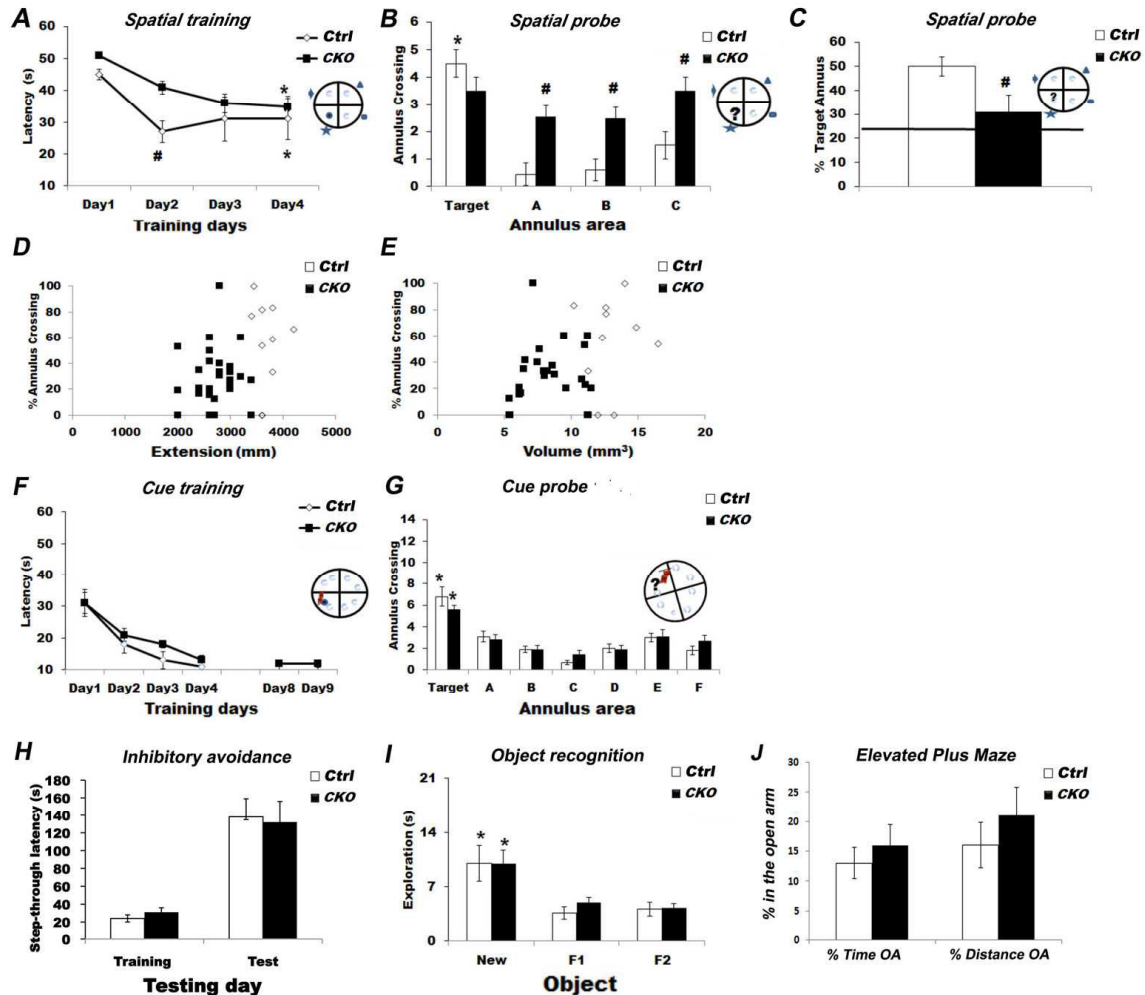 A Spatial training
Ctrl
CKO
Latency (s)
60
50
40
30
20
10
*
#
*
Day1 Day2 Day3 Day4
Training days
B Spatial probe
Ctrl
CKO
Annulus Crossing
6
5
4
3
2
1
0
*
#
#
#
?
Target A B C
Annulus area
C Spatial probe
Ctrl
CKO
% Target Annuus
60
50
40
30
20
10
0
#
?
D
Ctrl
CKO
% Annulus Crossing
100
80
60
40
20
0
0 1000 2000 3000 4000 5000
Extension (mm)
E
Ctrl
CKO
% Annulus Crossing
100
80
60
40
20
0
0 5 10 15 20
Volume (mm³)
F Cue training
Ctrl
CKO
Latency (s)
60
50
40
30
20
10
Day1 Day2 Day3 Day4 Day8 Day9
Training days
G Cue probe
Ctrl
CKO
Annulus Crossing
14
12
10
8
6
4
2
0
* *
?
Target A B C D E F
Annulus area
H Inhibitory avoidance
Ctrl
CKO
Step-through latency (s)
180
160
140
120
100
80
60
40
20
0
Training Test
Testing day
I Object recognition
Ctrl
CKO
Exploration (s)
21
14
7
0
* *
New F1 F2
Object
J Elevated Plus Maze
Ctrl
CKO
% in the open arm
30
25
20
15
10
5
0
% Time OA % Distance OA